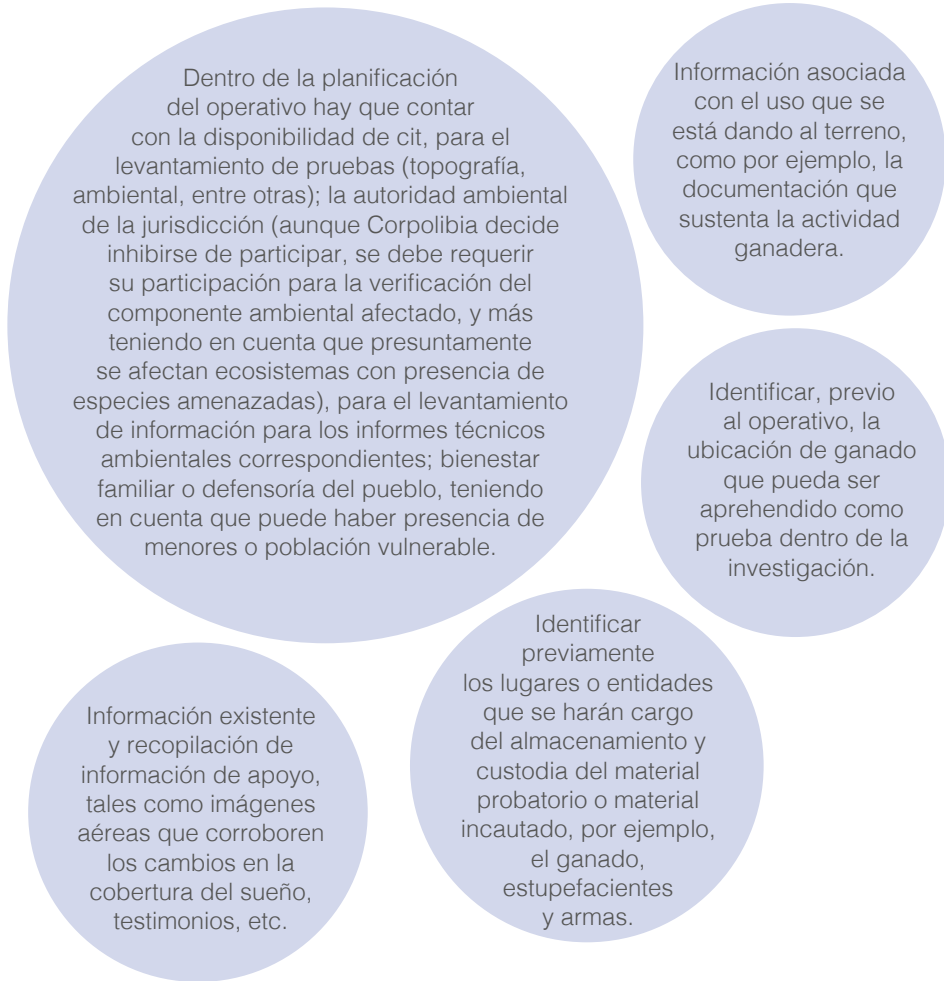 Dentro de la planificación
del operativo hay que contar
con la disponibilidad de cit, para el
levantamiento de pruebas (topografía,
ambiental, entre otras); la autoridad ambiental
de la jurisdicción (aunque Corpolibia decide
inhibirse de participar, se debe requerir
su participación para la verificación del
componente ambiental afectado, y más
teniendo en cuenta que presuntamente
se afectan ecosistemas con presencia de
especies amenazadas), para el levantamiento
de información para los informes técnicos
ambientales correspondientes; bienestar
familiar o defensoría del pueblo, teniendo
en cuenta que puede haber presencia de
menores o población vulnerable.
Información asociada
con el uso que se
está dando al terreno,
como por ejemplo, la
documentación que
sustenta la actividad
ganadera.
Identificar, previo
al operativo, la
ubicación de ganado
que pueda ser
aprehendido como
prueba dentro de la
investigación.
Identificar
previamente
los lugares o entidades
que se harán cargo
del almacenamiento y
custodia del material
probatorio o material
incautado, por ejemplo,
el ganado,
estupefacientes
y armas.
Información existente
y recopilación de
información de apoyo,
tales como imágenes
aéreas que corroboren
los cambios en la
cobertura del sueño,
testimonios, etc.